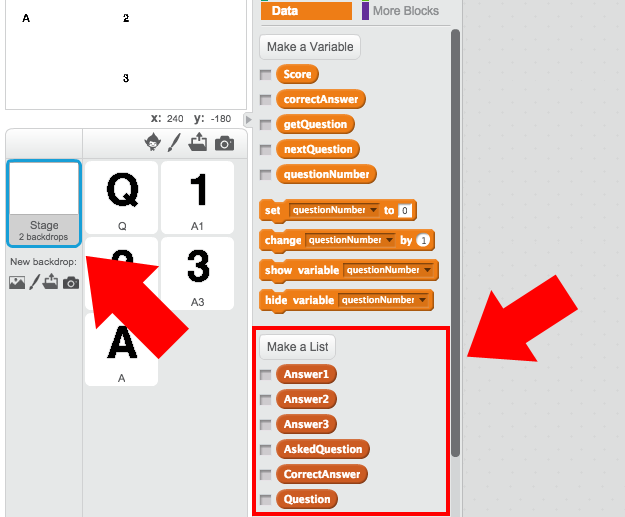 Data More Blocks
A 2
3
x: 240 y: -180
Make a Variable
Score
correctAnswer
getQuestion
nextQuestion
questionNumber
set questionNumber to 0
change questionNumber by 1
show variable questionNumber
hide variable questionNumber
Make a List
Answer1
Answer2
Answer3
AskedQuestion
CorrectAnswer
Question
Stage
2 backdrops
New backdrop:
Q 1
Q A1
3
A3
A
A